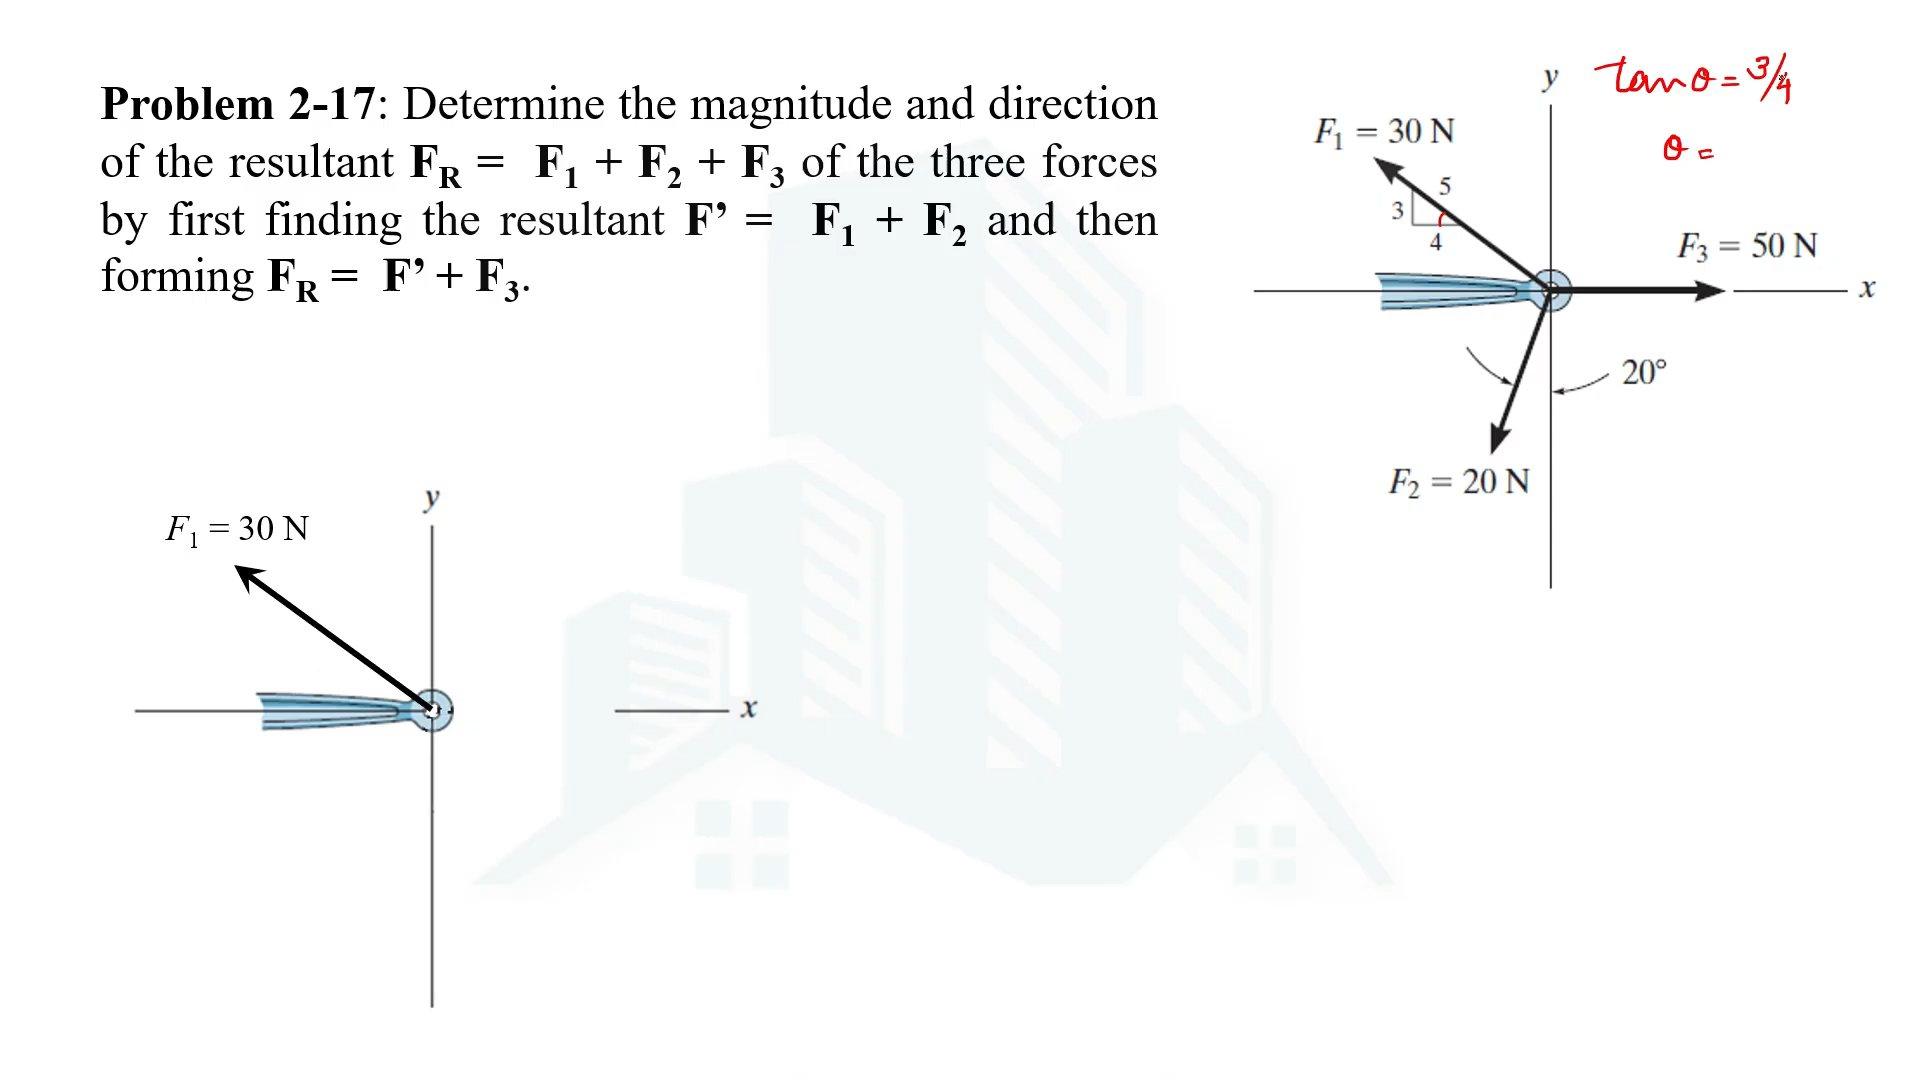 Problem 2-17: Determine the magnitude and direction
of the resultant F_R = F_1 + F_2 + F_3 of the three forces
by first finding the resultant F’ = F_1 + F_2 and then
forming F_R = F’ + F_3.
y
tanθ = 3/4
θ =
F_1 = 30 N
5
3
4
F_3 = 50 N
x
20°
F_2 = 20 N
y
F_1 = 30 N
x